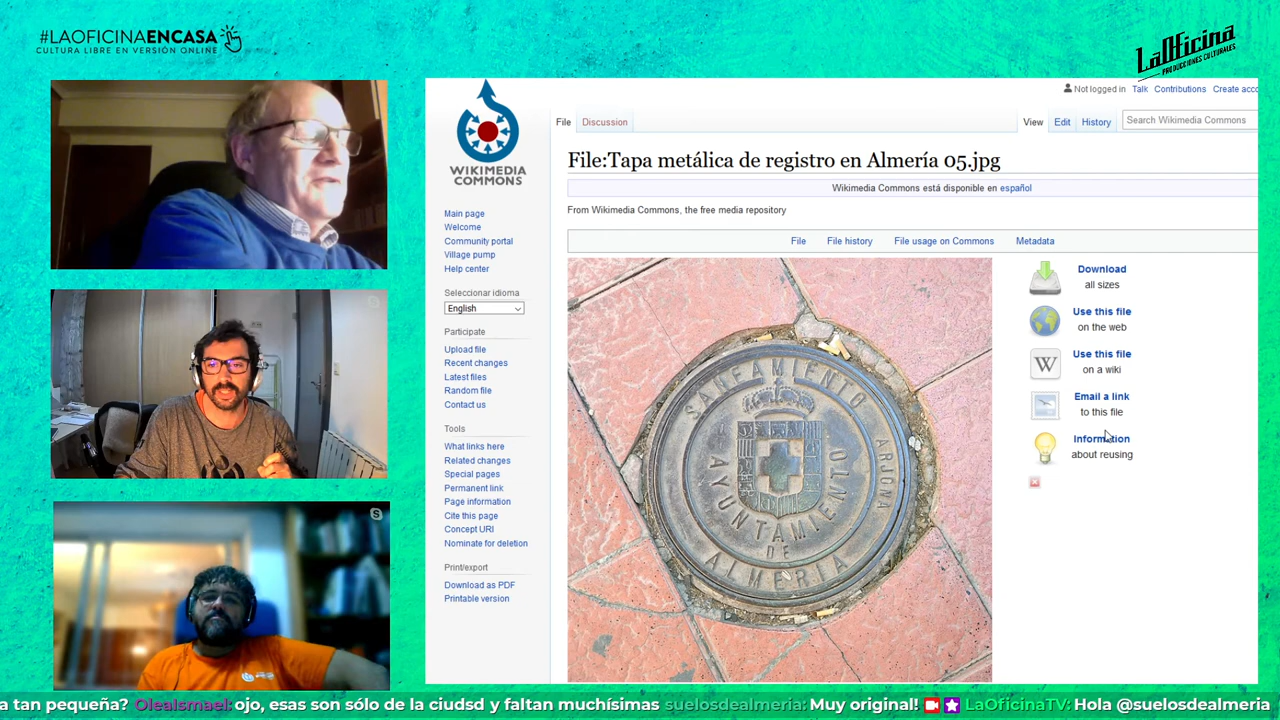 #LAOFICINAENCASA
CULTURA LIBRE EN VERSIÓN ONLINE
LaOficina
PRODUCCIONES CULTURALES
WIKIMEDIA
COMMONS
Main page
Welcome
Community portal
Village pump
Help center
Seleccionar idioma
English
Participate
Upload file
Recent changes
Latest files
Random file
Contact us
Tools
What links here
Related changes
Special pages
Permanent link
Page information
Cite this page
Concept URI
Nominate for deletion
Print/export
Download as PDF
Printable version
Not logged in Talk Contributions Create acco
File Discussion View Edit History Search Wikimedia Commons
File:Tapa metálica de registro en Almería 05.jpg
Wikimedia Commons está disponible en español
From Wikimedia Commons, the free media repository
File File history File usage on Commons Metadata
SANEAMIENTO
ARJONA
AYUNTAMIENTO
DE
ALMERIA
Download
all sizes
Use this file
on the web
W
Use this file
on a wiki
Email a link
to this file
Information
about reusing
S
a tan pequeña? OleaIsmael: ojo, esas son sólo de la ciudsd y faltan muchísimas suelosdealmeria: Muy original! LaOficinaTV: Hola @suelosdealmeria